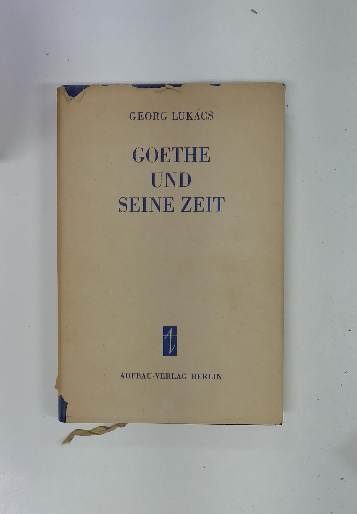 GEORG LUKÁCS
GOETHE
UND
SEINE ZEIT
AUFBAU-VERLAG BERLIN